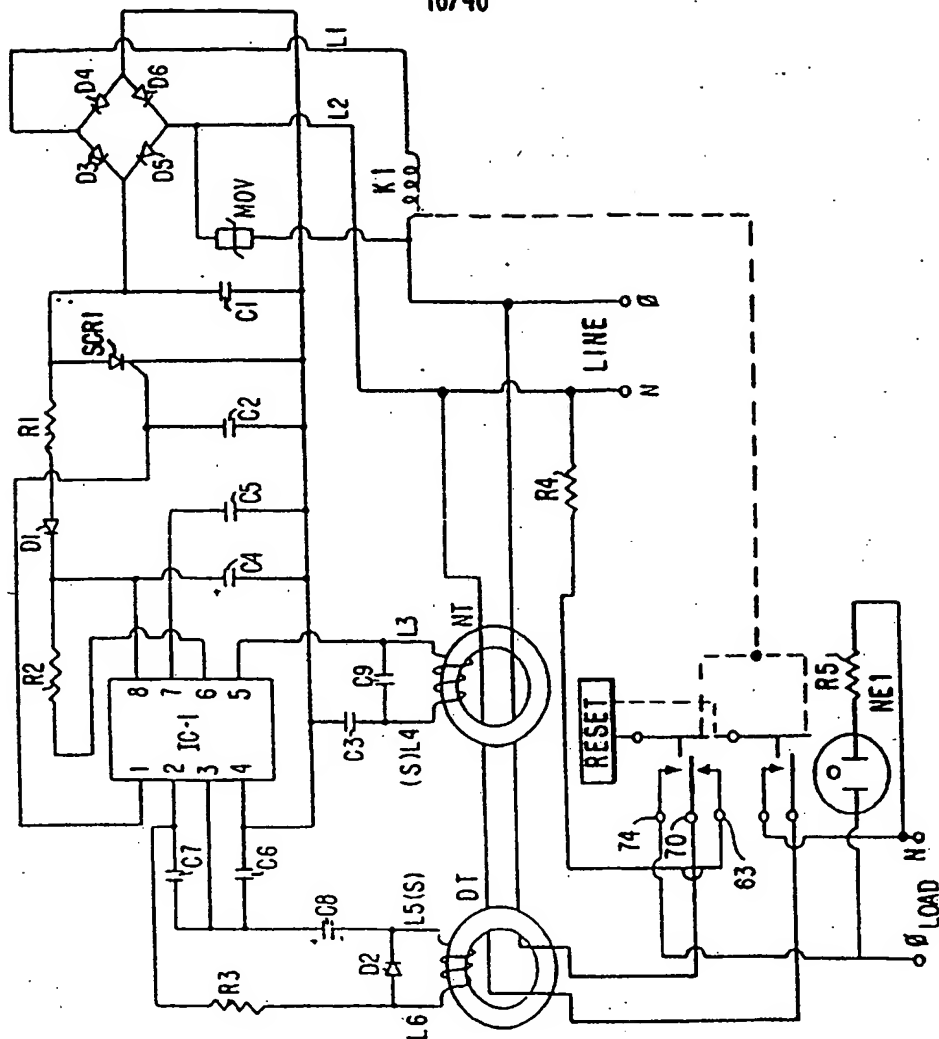 10/40
D4
D6
D3
D5
L1
L2
K1
MOV
C1
SCR1
R1
C2
D1
C5
C4
R2
8
7
6
5
IC-1
1
2
3
4
C7
C6
C9
C3
L3
(S)L4
NT
LINE
Ø
N
R4
R3
C8
D2
L5(S)
L6
DT
RESET
74
70
63
R5
NE1
N
Ø
LOAD